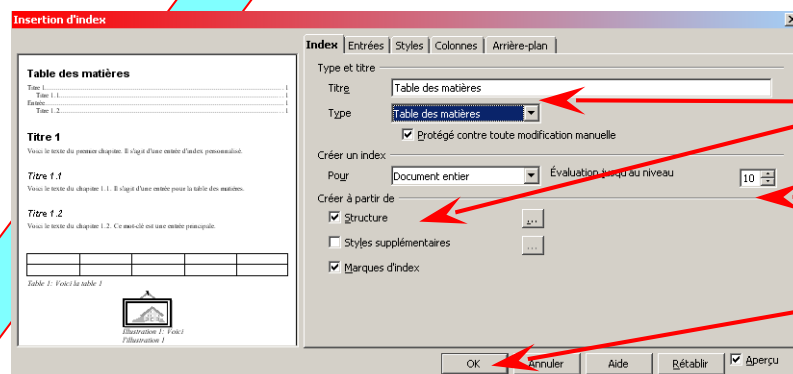 Insertion d'index
Index Entrées Styles Colonnes Arrière-plan
Table des matières
Titre 1 1
Titre 1.1 1
Entrée 1
Titre 1.2 1
Titre 1
Voici le texte du premier chapitre. Il s'agit d'une entrée d'index personnalisé.
Titre 1.1
Voici le texte du chapitre 1.1. Il s'agit d'une entrée pour la table des matières.
Titre 1.2
Voici le texte du chapitre 1.2. Ce mot-clé est une entrée principale.
Table 1: Voici la table 1
Illustration 1: Voici
l'illustration 1
Type et titre
Titre Table des matières
Type Table des matières
Protégé contre toute modification manuelle
Créer un index
Pour Document entier Évaluation jusqu'au niveau 10
Créer à partir de
Structure ...
Styles supplémentaires ...
Marques d'index
OK Annuler Aide Rétablir Aperçu